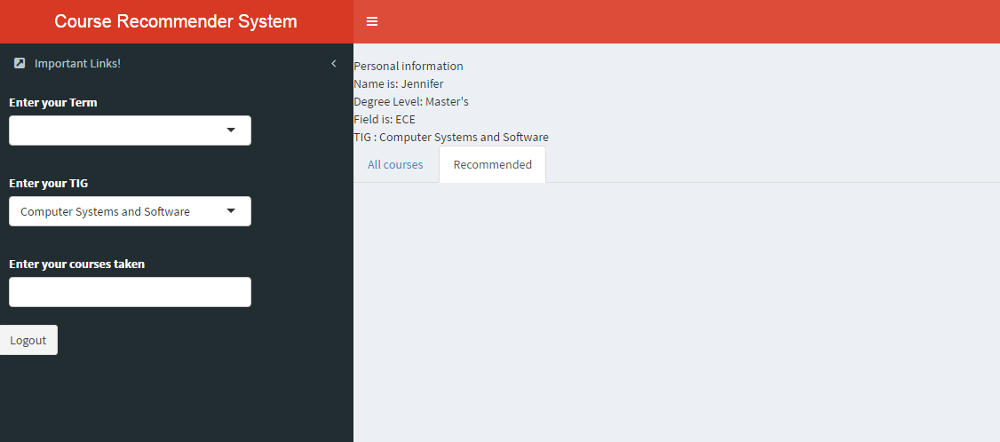 Course Recommender System
Important Links!
Enter your Term
Enter your TIG
Computer Systems and Software
Enter your courses taken
Logout
Personal information
Name is: Jennifer
Degree Level: Master's
Field is: ECE
TIG : Computer Systems and Software
All courses
Recommended